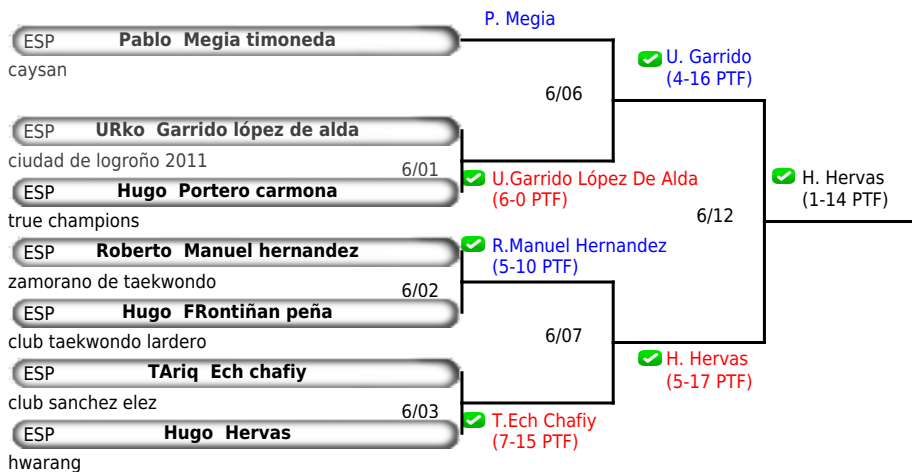 P. Megia
ESP Pablo Megia timoneda
caysan
U. Garrido
(4-16 PTF)
6/06
ESP URko Garrido lópez de alda
ciudad de logroño 2011
6/01
ESP Hugo Portero carmona
true champions
U.Garrido López De Alda
(6-0 PTF)
H. Hervas
(1-14 PTF)
6/12
ESP Roberto Manuel hernandez
zamorano de taekwondo
R.Manuel Hernandez
(5-10 PTF)
6/02
ESP Hugo FRontiñan peña
club taekwondo lardero
6/07
ESP TAriq Ech chafiy
club sanchez elez
H. Hervas
(5-17 PTF)
6/03
ESP Hugo Hervas
hwarang
T.Ech Chafiy
(7-15 PTF)